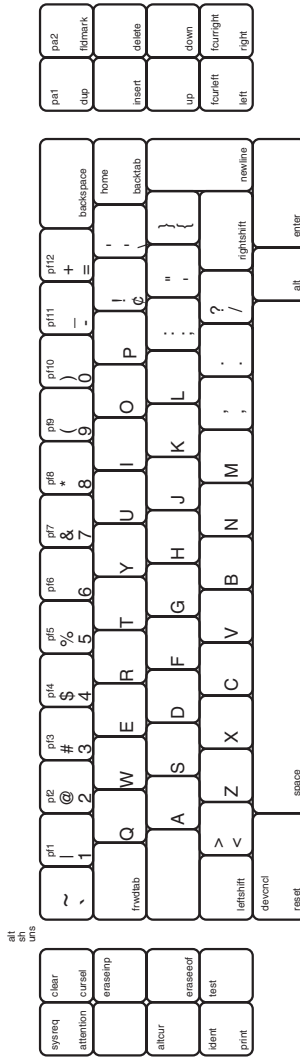 alt
sh
uns
sysreq clear
attention cursel
eraseinp
altcur eraseeof
ident test
print
pf1 pf2 pf3 pf4 pf5 pf6 pf7 pf8 pf9 pf10 pf11 pf12
~ | @ # $ % & * ( ) _ +
` 1 2 3 4 5 6 7 8 9 0 - = backspace
home
frwdtab Q W E R T Y U I O P ! ¢ backtab
A S D F G H J K L : ; " ' } { newline
leftshift > < Z X C V B N M , , . . ? / rightshift
devcncl
reset space alt enter
pa1 pa2
dup fldmark
insert delete
up down
fcurleft fcurright
left right